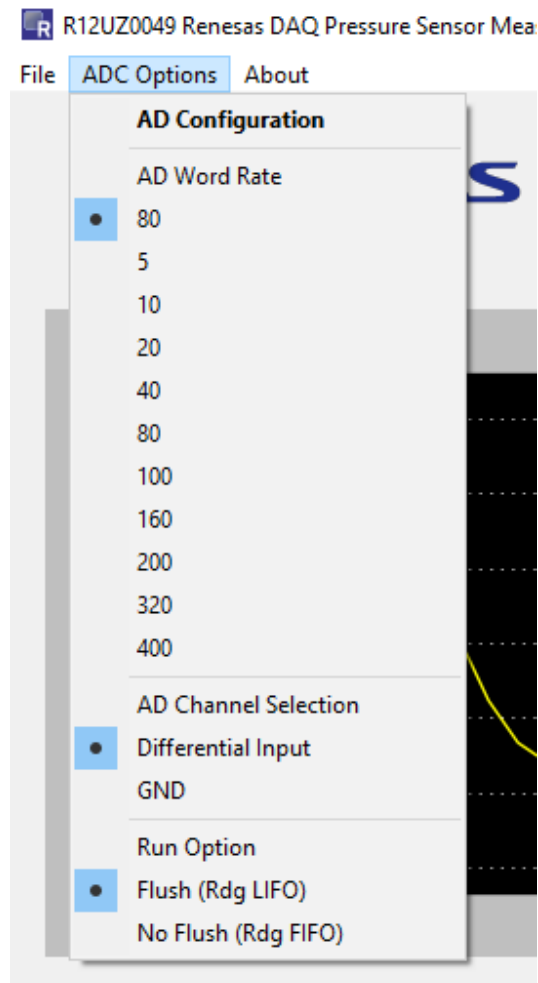 R12UZ0049 Renesas DAQ Pressure Sensor Mea
File ADC Options About
AD Configuration
AD Word Rate
80
5
10
20
40
80
100
160
200
320
400
AD Channel Selection
Differential Input
GND
Run Option
Flush (Rdg LIFO)
No Flush (Rdg FIFO)